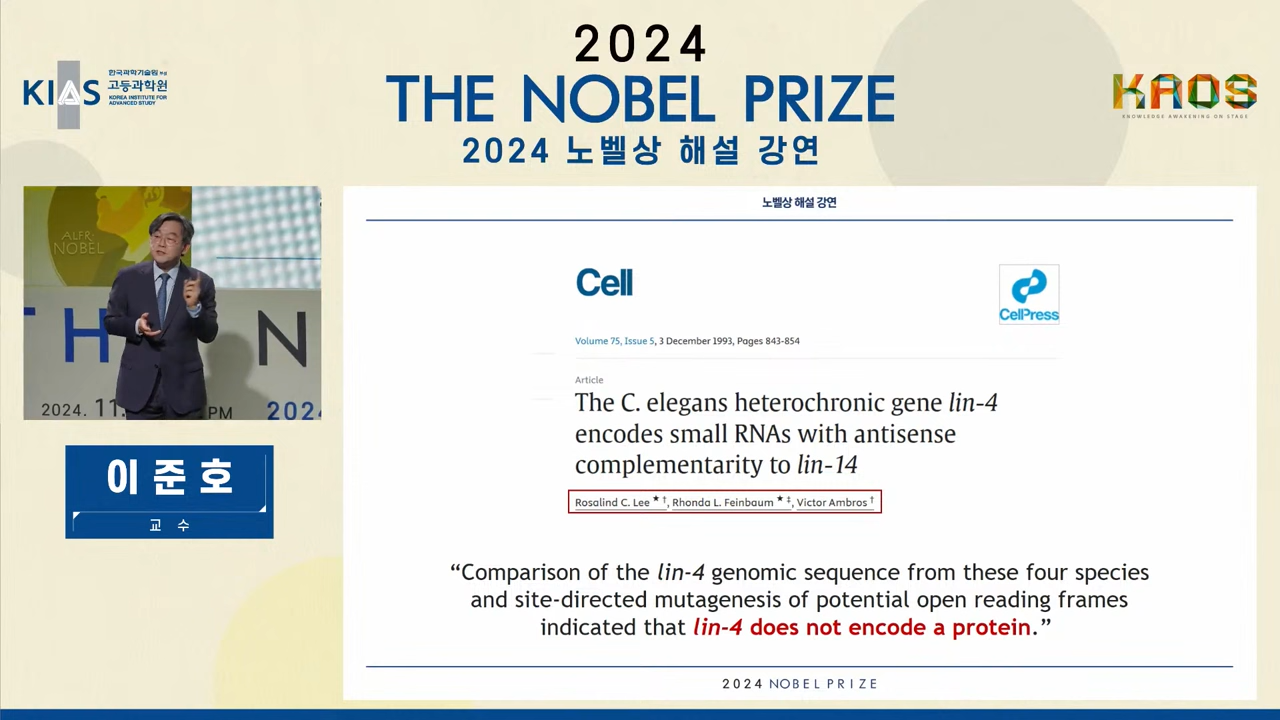 2024
THE NOBEL PRIZE
2024 노벨상 해설 강연
KIAS
한국과학기술원 부설
고등과학원
KOREA INSTITUTE FOR
ADVANCED STUDY
KAOS
KNOWLEDGE AWAKENING ON STAGE
ALFR:
NOBEL
TH N
2024. 11. PM 202
이준호
교 수
노벨상 해설 강연
Cell
CellPress
Volume 75, Issue 5, 3 December 1993, Pages 843-854
Article
The C. elegans heterochronic gene lin-4
encodes small RNAs with antisense
complementarity to lin-14
Rosalind C. Lee ★ †, Rhonda L. Feinbaum ★ ‡, Victor Ambros †
“Comparison of the lin-4 genomic sequence from these four species
and site-directed mutagenesis of potential open reading frames
indicated that lin-4 does not encode a protein.”
2024 NOBEL PRIZE